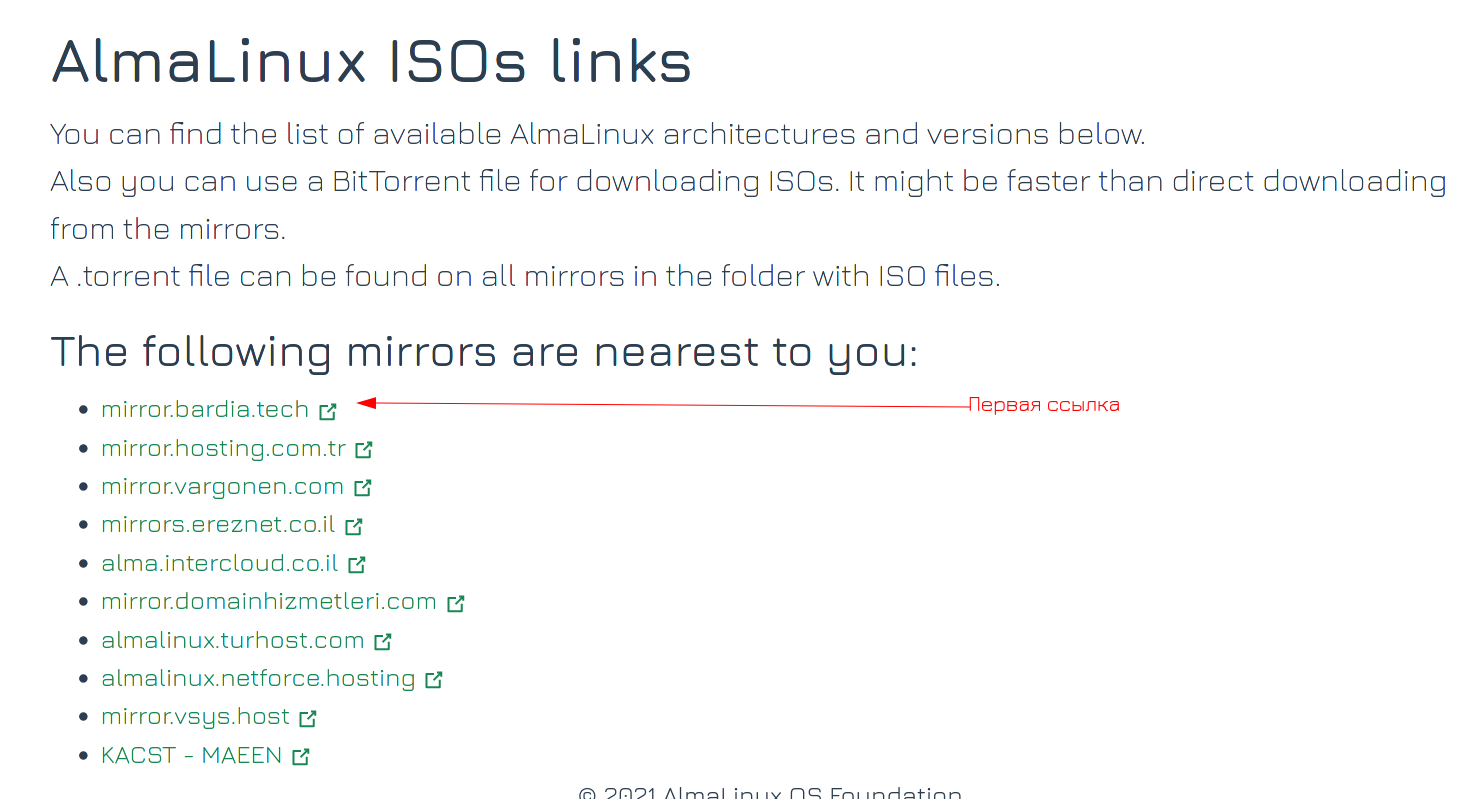 AlmaLinux ISOs links
You can find the list of available AlmaLinux architectures and versions below.
Also you can use a BitTorrent file for downloading ISOs. It might be faster than direct downloading
from the mirrors.
A .torrent file can be found on all mirrors in the folder with ISO files.
The following mirrors are nearest to you:
mirror.bardia.tech
Первая ссылка
mirror.hosting.com.tr
mirror.vargonen.com
mirrors.ereznet.co.il
alma.intercloud.co.il
mirror.domainhizmetleri.com
almalinux.turhost.com
almalinux.netforce.hosting
mirror.vsys.host
KACST - MAEEN
© 2021 AlmaLinux OS Foundation